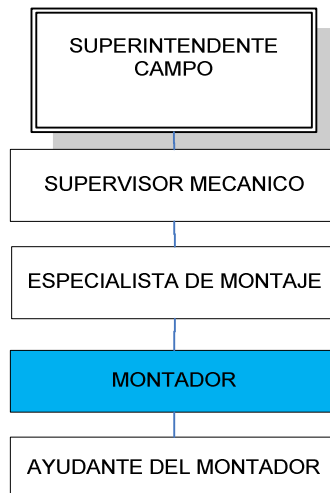 SUPERINTENDENTE
CAMPO
SUPERVISOR MECANICO
ESPECIALISTA DE MONTAJE
MONTADOR
AYUDANTE DEL MONTADOR